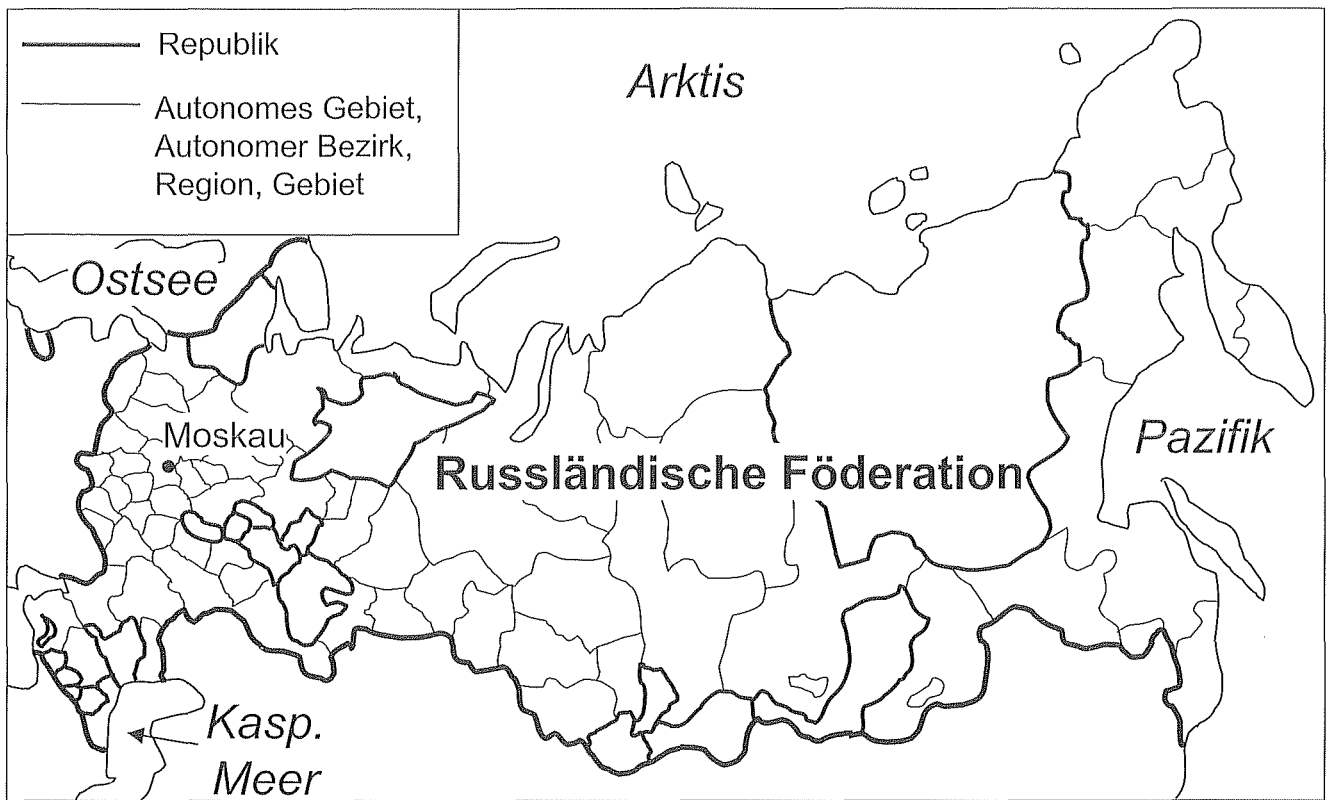 Republik
Autonomes Gebiet,
Autonomer Bezirk,
Region, Gebiet
Arktis
Ostsee
Moskau
Russländische Föderation
Pazifik
Kasp.
Meer